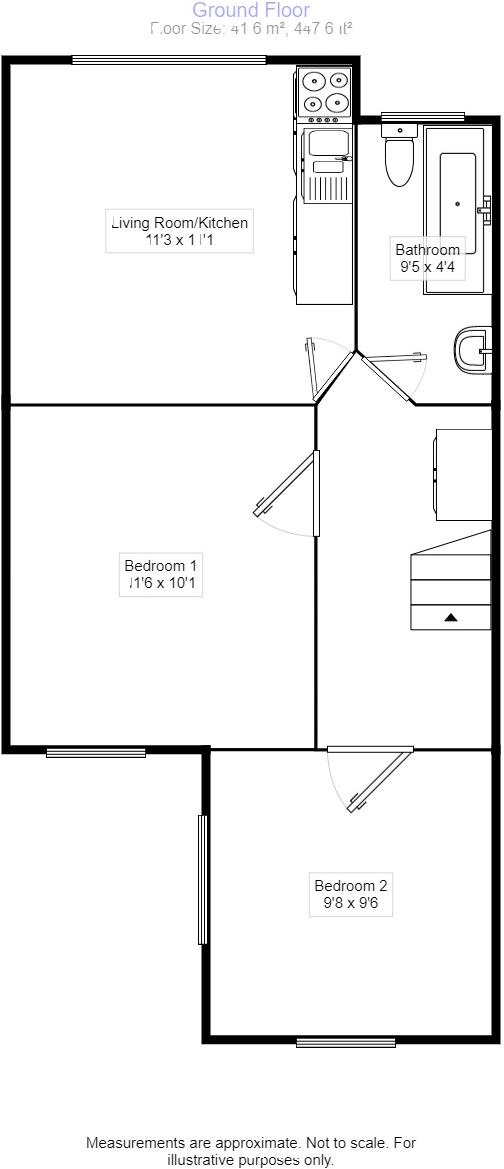 Ground Floor
Floor Size: 41.6 m², 447.6 ft²
Living Room/Kitchen
11'3 x 11'1
Bathroom
9'5 x 4'4
Bedroom 1
11'6 x 10'1
Bedroom 2
9'8 x 9'6
Measurements are approximate. Not to scale. For
illustrative purposes only.